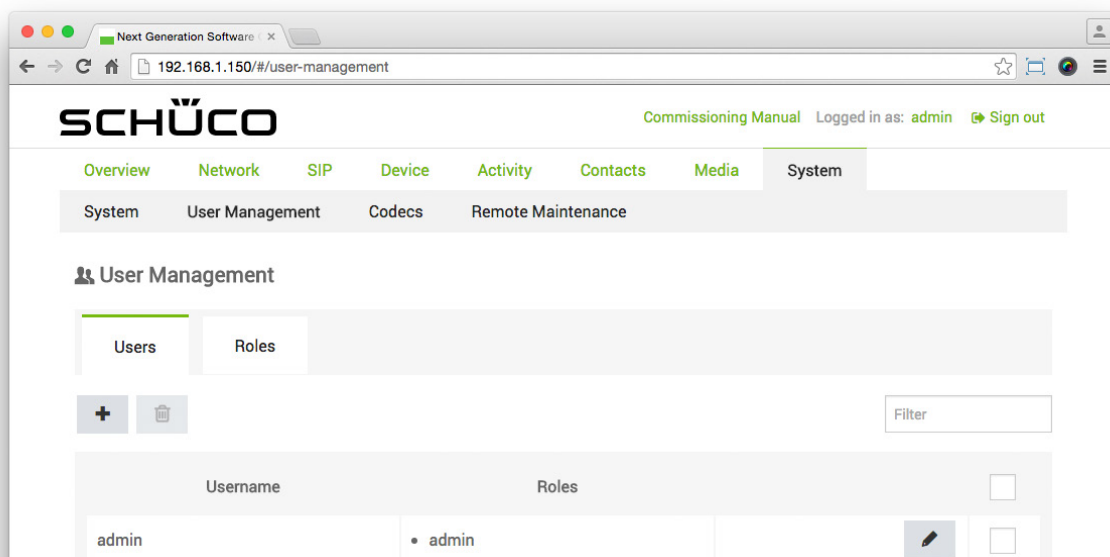 Next Generation Software
192.168.1.150/#/user-management
SCHÜCO
Commissioning Manual Logged in as: admin Sign out
Overview Network SIP Device Activity Contacts Media System
System User Management Codecs Remote Maintenance
User Management
Users Roles
Filter
Username Roles
admin • admin